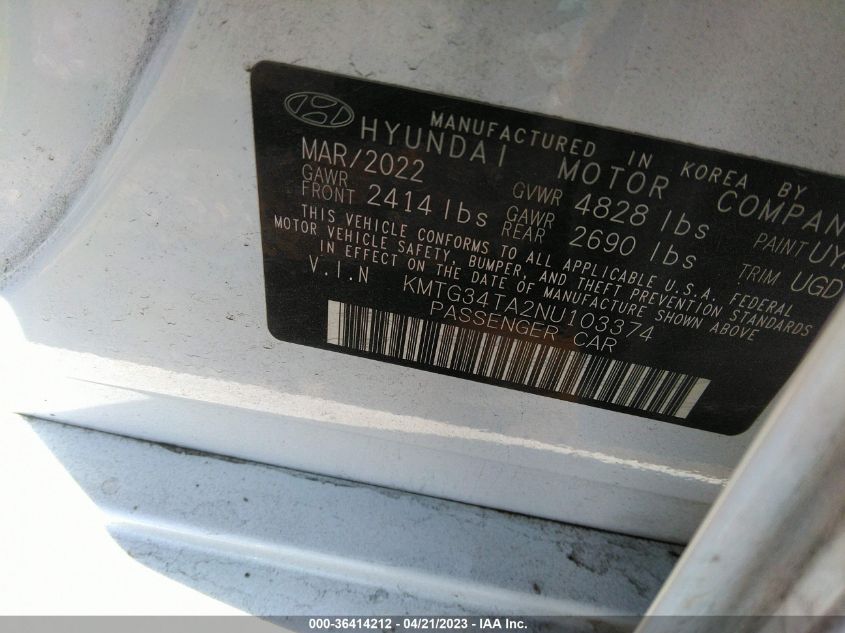 MANUFACTURED IN KOREA BY
HYUNDAI MOTOR COMPAN
MAR/2022 GVWR 4828 lbs PAINT UY
GAWR FRONT 2414 lbs GAWR REAR 2690 lbs TRIM UGD
THIS VEHICLE CONFORMS TO ALL APPLICABLE U.S.A. FEDERAL
MOTOR VEHICLE SAFETY, BUMPER, AND THEFT PREVENTION STANDARDS
IN EFFECT ON THE DATE OF MANUFACTURE SHOWN ABOVE
V.I.N KMTG34TA2NU103374
PASSENGER CAR
000-36414212 - 04/21/2023 - IAA Inc.